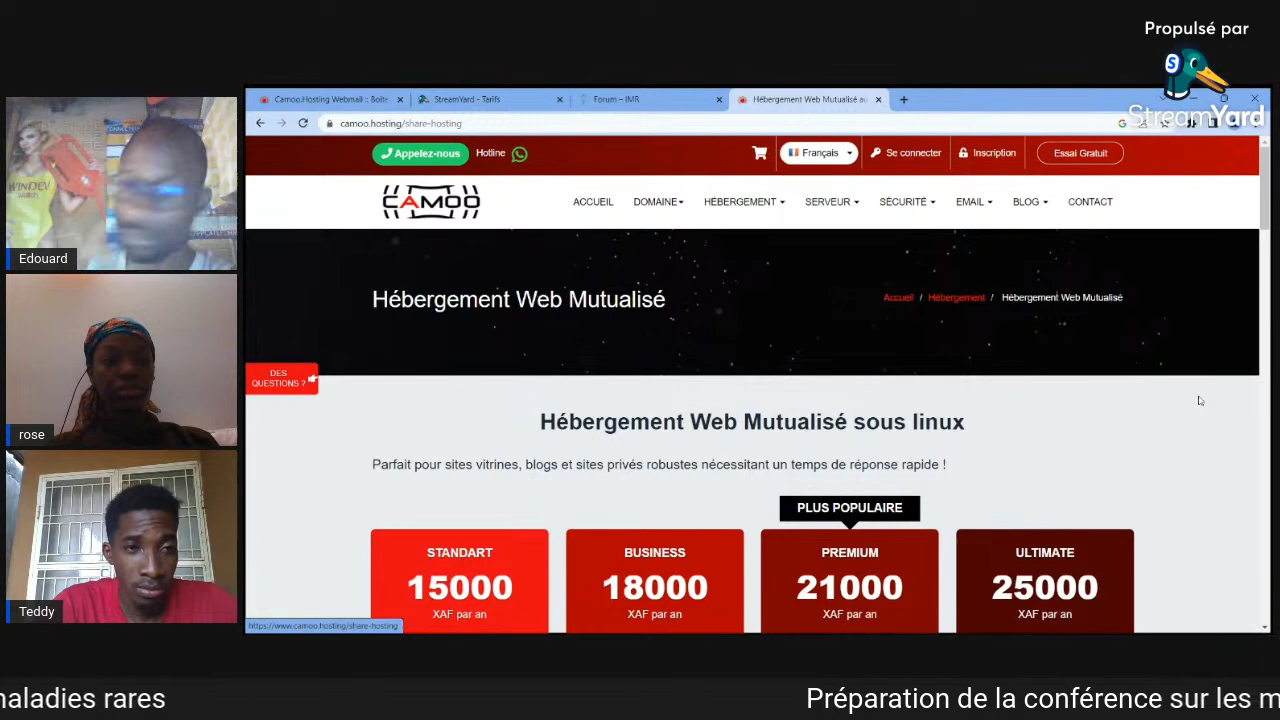 Propulsé par
StreamYard
WINDEV
Edouard
rose
Teddy
Camoo.Hosting Webmail :: Boîte
StreamYard - Tarifs
Forum – IMR
Hébergement Web Mutualisé au
camoo.hosting/share-hosting
Appelez-nous
Hotline
Français
Se connecter
Inscription
Essai Gratuit
CAMOO
ACCUEIL
DOMAINE
HÉBERGEMENT
SERVEUR
SÉCURITÉ
EMAIL
BLOG
CONTACT
Hébergement Web Mutualisé
Accueil / Hébergement / Hébergement Web Mutualisé
DES
QUESTIONS ?
Hébergement Web Mutualisé sous linux
Parfait pour sites vitrines, blogs et sites privés robustes nécessitant un temps de réponse rapide !
PLUS POPULAIRE
STANDART
15000
XAF par an
BUSINESS
18000
XAF par an
PREMIUM
21000
XAF par an
ULTIMATE
25000
XAF par an
https://www.camoo.hosting/share-hosting
naladies rares
Préparation de la conférence sur les m